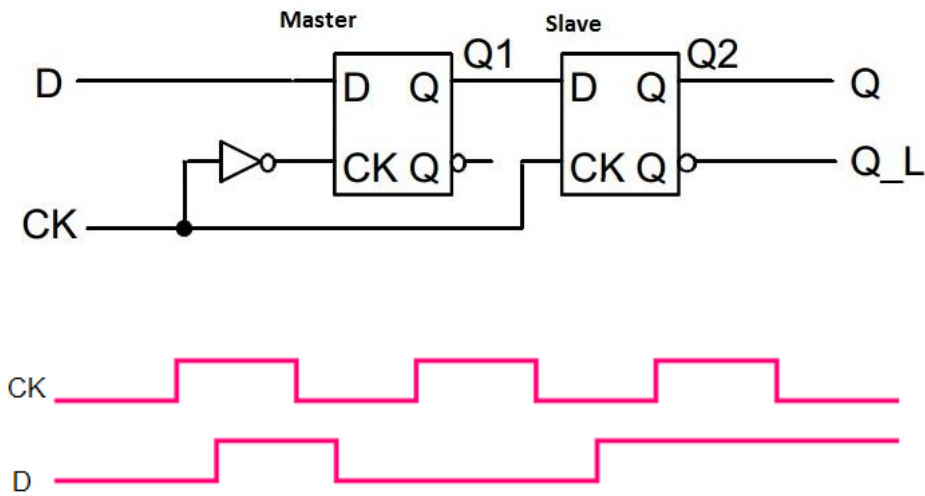 Master Slave
Q1 Q2
D D Q D Q Q
CK Q CK Q Q_L
CK
CK
D